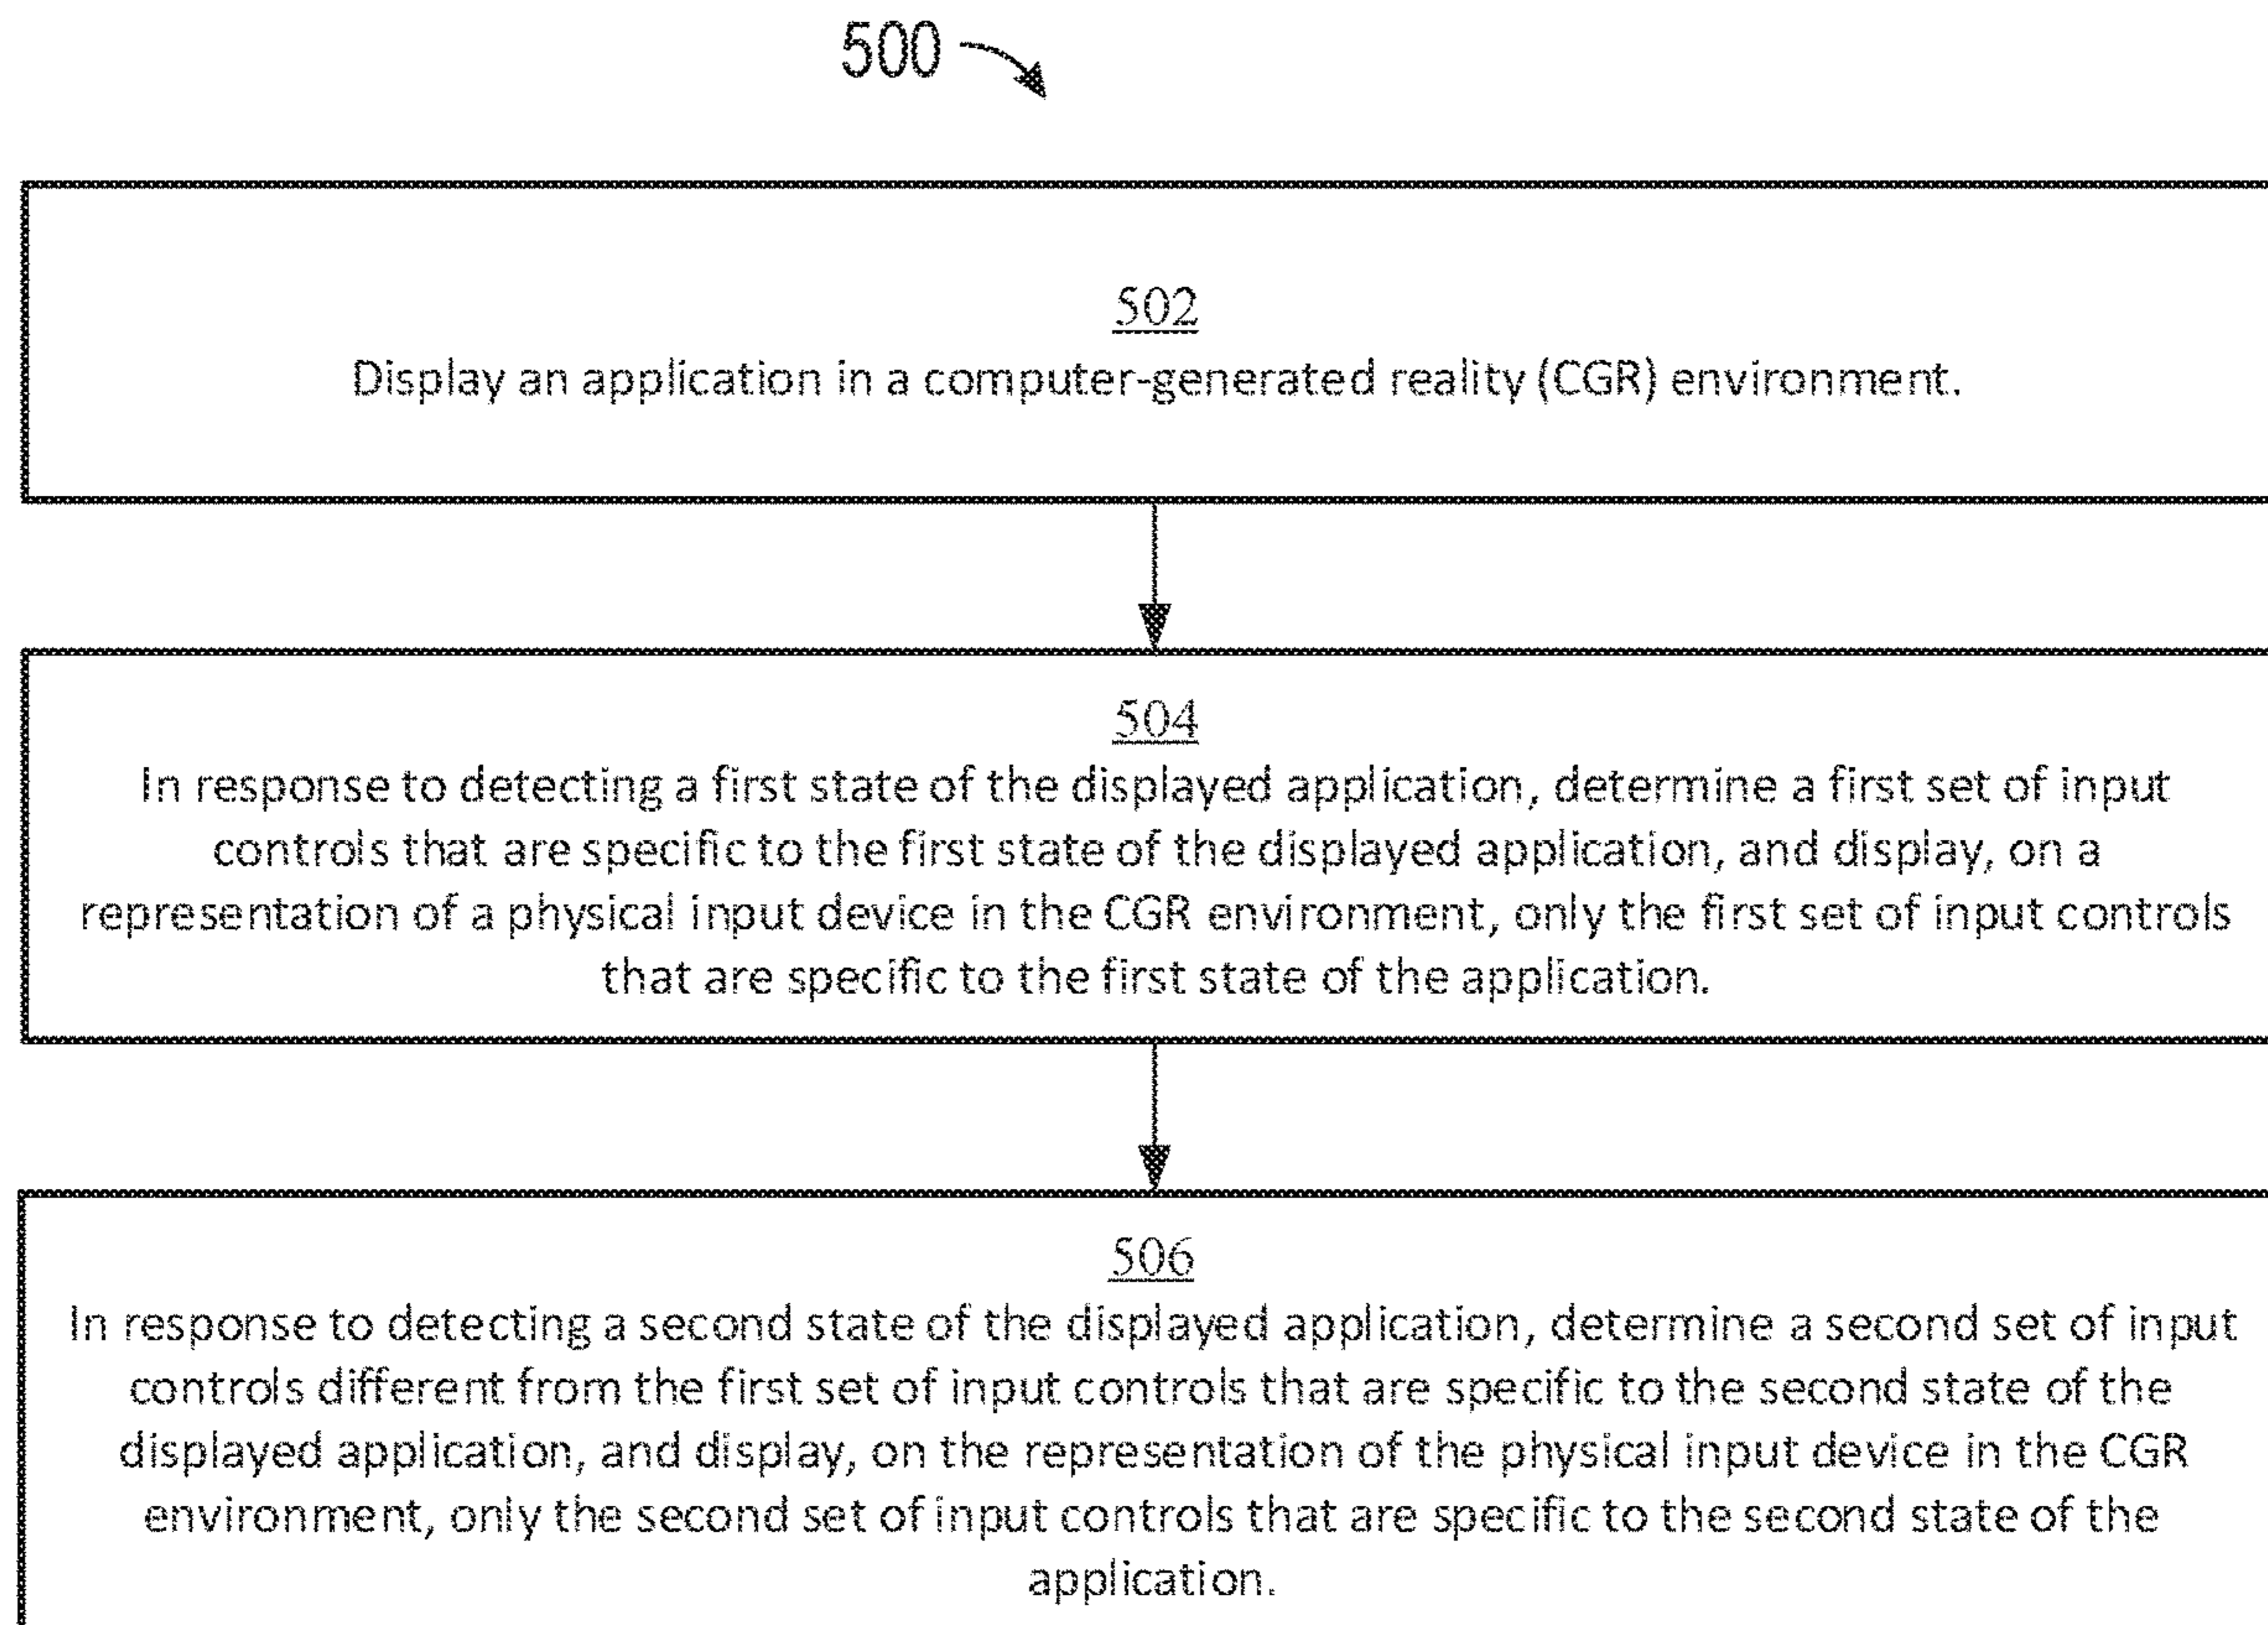 500
502
Display an application in a computer-generated reality (CGR) environment.
504
In response to detecting a first state of the displayed application, determine a first set of input
controls that are specific to the first state of the displayed application, and display, on a
representation of a physical input device in the CGR environment, only the first set of input controls
that are specific to the first state of the application.
506
In response to detecting a second state of the displayed application, determine a second set of input
controls different from the first set of input controls that are specific to the second state of the
displayed application, and display, on the representation of the physical input device in the CGR
environment, only the second set of input controls that are specific to the second state of the
application.